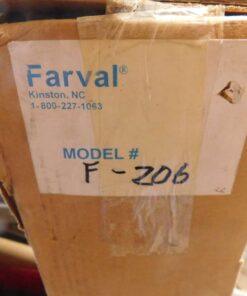 Farval®
Kinston, NC
1-800-227-1063
MODEL #
F-206